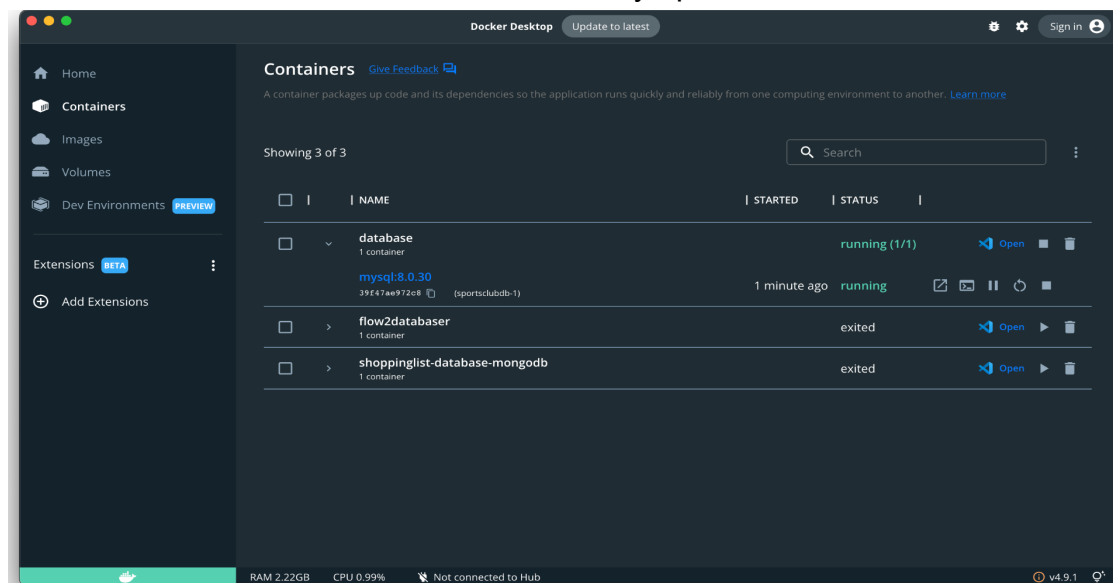 Docker Desktop Update to latest Sign in
Home
Containers
Images
Volumes
Dev Environments PREVIEW
Extensions BETA
Add Extensions
Containers Give Feedback
A container packages up code and its dependencies so the application runs quickly and reliably from one computing environment to another. Learn more
Showing 3 of 3 Search
NAME STARTED STATUS
database running (1/1) Open
1 container
mysql:8.0.30 1 minute ago running
39f47ae972c8 (sportsclubdb-1)
flow2databaser exited Open
1 container
shoppinglist-database-mongodb exited Open
1 container
RAM 2.22GB CPU 0.99% Not connected to Hub v4.9.1